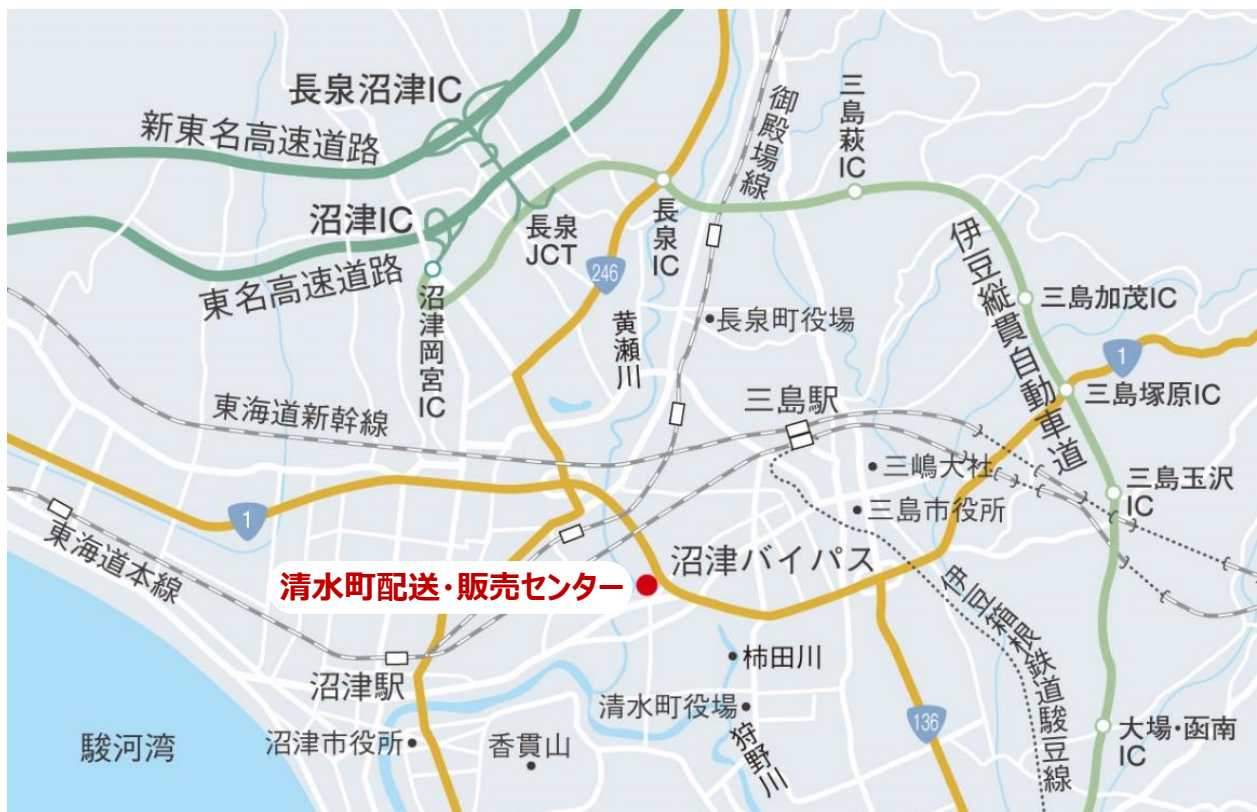 長泉沼津IC
新東名高速道路
沼津IC
東名高速道路
長泉
JCT
沼津岡宮IC
246
長泉IC
御殿場線
三島萩IC
伊豆縦貫自動車道
三島加茂IC
1
三島塚原IC
三島玉沢
IC
黄瀬川
長泉町役場
三島駅
東海道新幹線
三嶋大社
三島市役所
1
東海道本線
沼津バイパス
清水町配送・販売センター
伊豆箱根鉄道駿豆線
柿田川
沼津駅
清水町役場
狩野川
136
大場・函南
IC
駿河湾
沼津市役所
香貫山